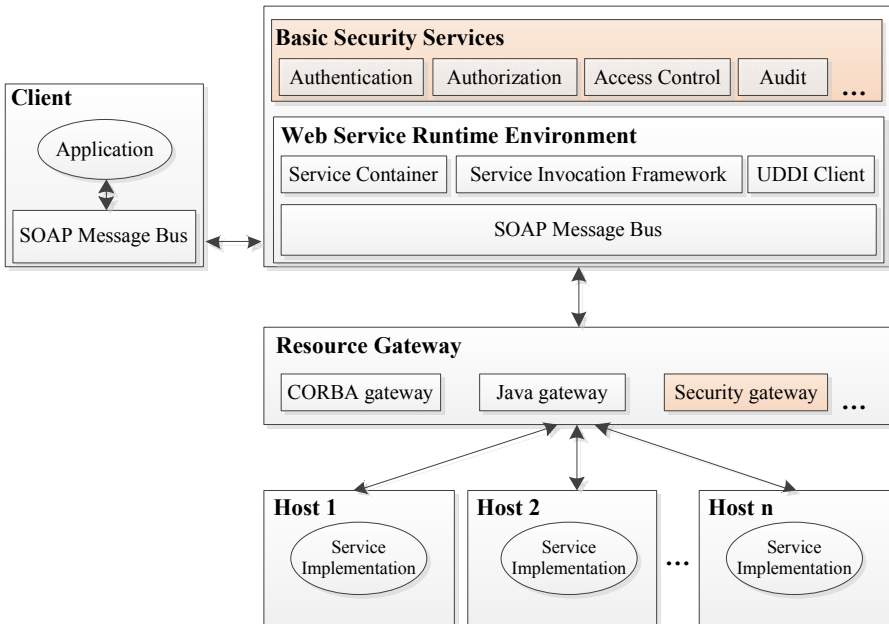 Basic Security Services
Authentication
Authorization
Access Control
Audit
...
Client
Application
SOAP Message Bus
Web Service Runtime Environment
Service Container
Service Invocation Framework
UDDI Client
SOAP Message Bus
Resource Gateway
CORBA gateway
Java gateway
Security gateway
...
Host 1
Service
Implementation
Host 2
Service
Implementation
...
Host n
Service
Implementation